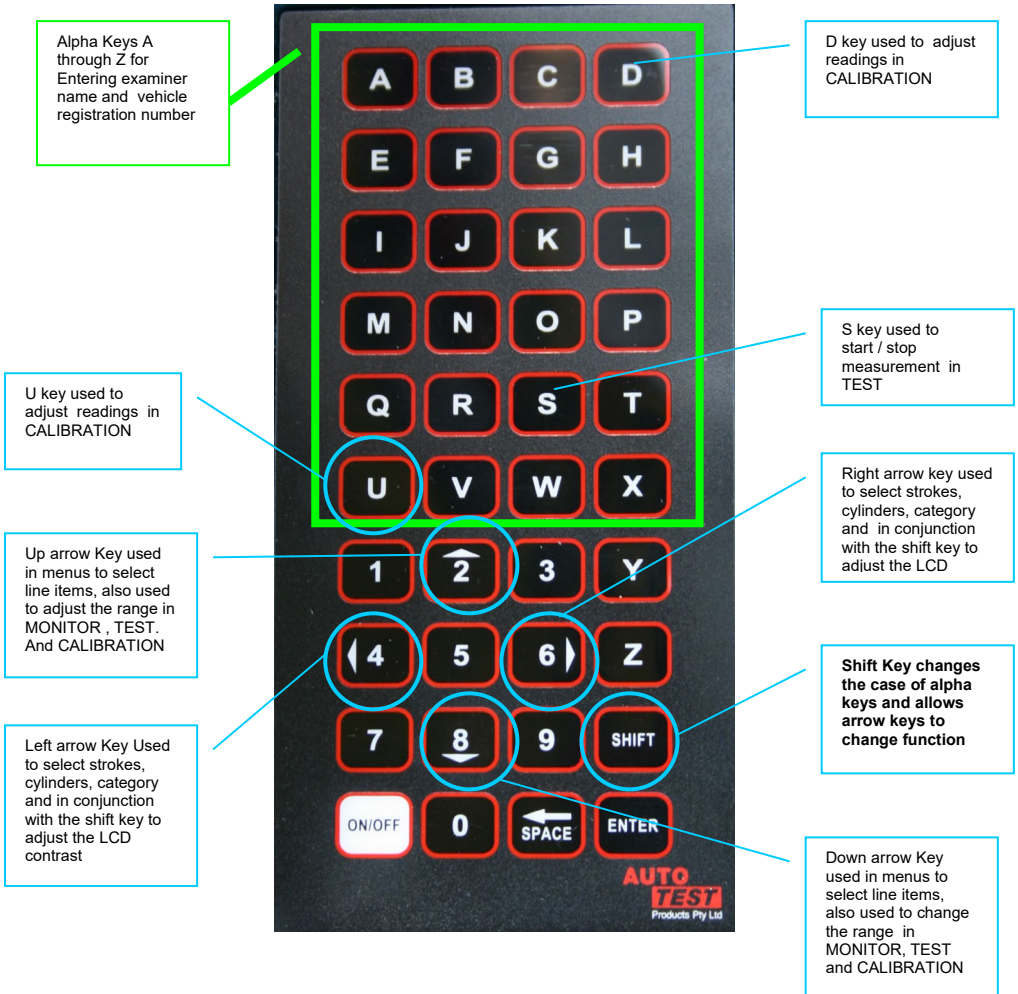 Alpha Keys A
through Z for
Entering examiner
name and vehicle
registration number
D key used to adjust
readings in
CALIBRATION
A B C D
E F G H
I J K L
M N O P
S key used to
start / stop
measurement in
TEST
U key used to
adjust readings in
CALIBRATION
Q R S T
U V W X
Right arrow key used
to select strokes,
cylinders, category
and in conjunction
with the shift key to
adjust the LCD
Up arrow Key used
in menus to select
line items, also used
to adjust the range in
MONITOR , TEST.
And CALIBRATION
1 2 3 Y
4 5 6 Z
Shift Key changes
the case of alpha
keys and allows
arrow keys to
change function
Left arrow Key Used
to select strokes,
cylinders, category
and in conjunction
with the shift key to
adjust the LCD
contrast
7 8 9 SHIFT
ON/OFF 0 SPACE ENTER
AUTO
TEST
Products Pty Ltd
Down arrow Key
used in menus to
select line items,
also used to change
the range in
MONITOR, TEST
and CALIBRATION